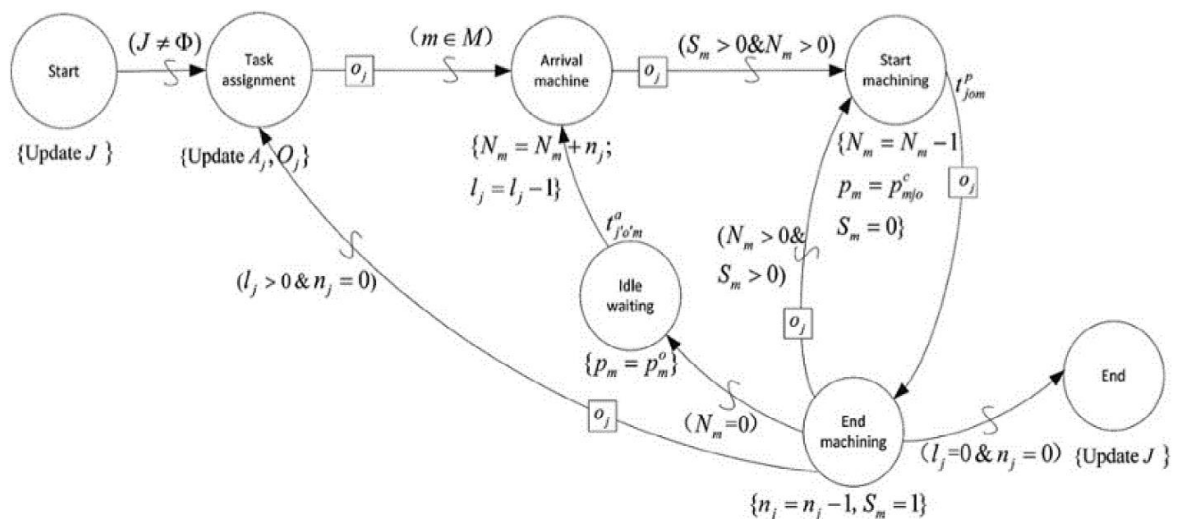 (J ≠ Φ)
(m ∈ M)
(S_m > 0 & N_m > 0)
Start
Task
assignment
o_j
Arrival
machine
o_j
Start
machining
t^p_{jom}
{Update J }
{Update A_j, O_j}
{N_m = N_m + n_j;
l_j = l_j − 1}
{N_m = N_m − 1
p_m = p^c_{mjo}
S_m = 0}
o_j
t^a_{j'o'm}
(N_m > 0 &
S_m > 0)
(l_j > 0 & n_j = 0)
Idle
waiting
o_j
{p_m = p^o_m}
End
o_j
(N_m =0)
End
machining
(l_j =0 & n_j = 0)
{Update J }
{n_j = n_j − 1, S_m = 1}